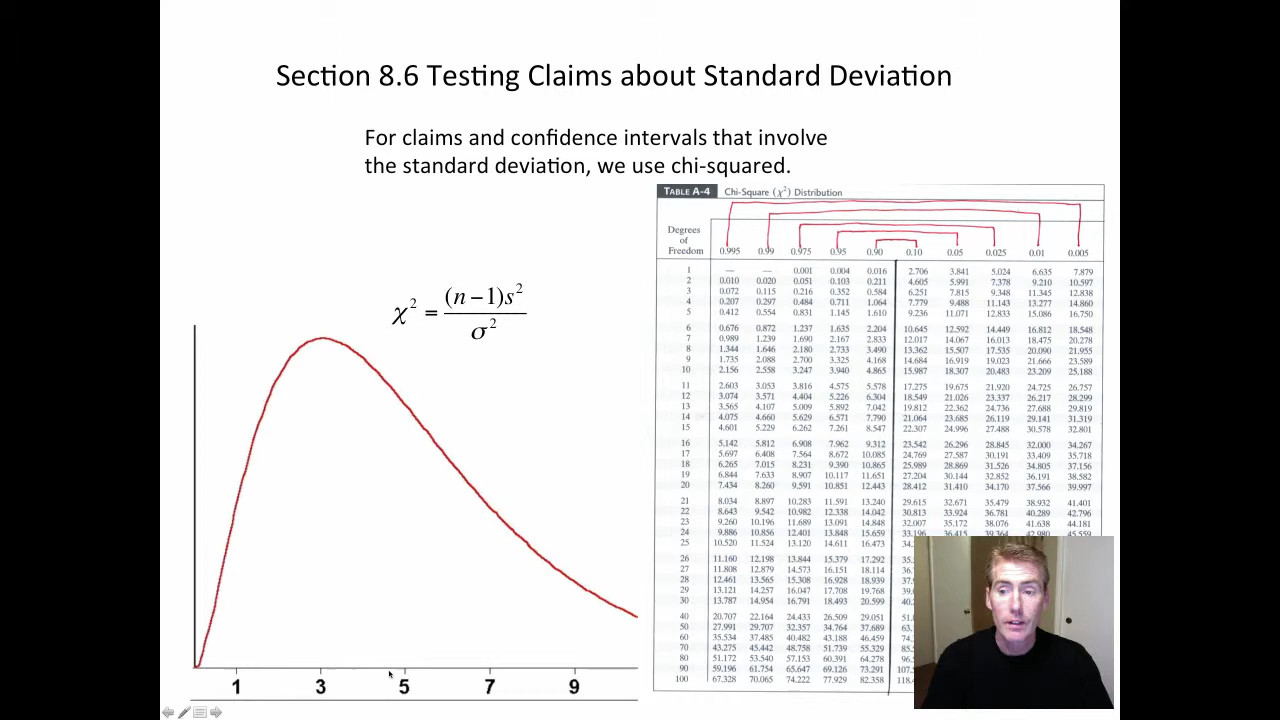 Section 8.6 Testing Claims about Standard Deviation
For claims and confidence intervals that involve
the standard deviation, we use chi-squared.
χ² = (n − 1)s² / σ²
1 3 5 7 9
TABLE A-4 Chi-Square (χ²) Distribution
Degrees
of
Freedom 0.995 0.99 0.975 0.95 0.90 0.10 0.05 0.025 0.01 0.005
1 — — 0.001 0.004 0.016 2.706 3.841 5.024 6.635 7.879
2 0.010 0.020 0.051 0.103 0.211 4.605 5.991 7.378 9.210 10.597
3 0.072 0.115 0.216 0.352 0.584 6.251 7.815 9.348 11.345 12.838
4 0.207 0.297 0.484 0.711 1.064 7.779 9.488 11.143 13.277 14.860
5 0.412 0.554 0.831 1.145 1.610 9.236 11.071 12.833 15.086 16.750
6 0.676 0.872 1.237 1.635 2.204 10.645 12.592 14.449 16.812 18.548
7 0.989 1.239 1.690 2.167 2.833 12.017 14.067 16.013 18.475 20.278
8 1.344 1.646 2.180 2.733 3.490 13.362 15.507 17.535 20.090 21.955
9 1.735 2.088 2.700 3.325 4.168 14.684 16.919 19.023 21.666 23.589
10 2.156 2.558 3.247 3.940 4.865 15.987 18.307 20.483 23.209 25.188
11 2.603 3.053 3.816 4.575 5.578 17.275 19.675 21.920 24.725 26.757
12 3.074 3.571 4.404 5.226 6.304 18.549 21.026 23.337 26.217 28.299
13 3.565 4.107 5.009 5.892 7.042 19.812 22.362 24.736 27.688 29.819
14 4.075 4.660 5.629 6.571 7.790 21.064 23.685 26.119 29.141 31.319
15 4.601 5.229 6.262 7.261 8.547 22.307 24.996 27.488 30.578 32.801
16 5.142 5.812 6.908 7.962 9.312 23.542 26.296 28.845 32.000 34.267
17 5.697 6.408 7.564 8.672 10.085 24.769 27.587 30.191 33.409 35.718
18 6.265 7.015 8.231 9.390 10.865 25.989 28.869 31.526 34.805 37.156
19 6.844 7.633 8.907 10.117 11.651 27.204 30.144 32.852 36.191 38.582
20 7.434 8.260 9.591 10.851 12.443 28.412 31.410 34.170 37.566 39.997
21 8.034 8.897 10.283 11.591 13.240 29.615 32.671 35.479 38.932 41.401
22 8.643 9.542 10.982 12.338 14.042 30.813 33.924 36.781 40.289 42.796
23 9.260 10.196 11.689 13.091 14.848 32.007 35.172 38.076 41.638 44.181
24 9.886 10.856 12.401 13.848 15.659 33.196 36.415 39.364 42.980 45.559
25 10.520 11.524 13.120 14.611 16.473 34.
26 11.160 12.198 13.844 15.379 17.292 35.
27 11.808 12.879 14.573 16.151 18.114 36.
28 12.461 13.565 15.308 16.928 18.939 37.
29 13.121 14.257 16.047 17.708 19.768 39.
30 13.787 14.954 16.791 18.493 20.599 40.
40 20.707 22.164 24.433 26.509 29.051 51.
50 27.991 29.707 32.357 34.764 37.689 63.
60 35.534 37.485 40.482 43.188 46.459 74.
70 43.275 45.442 48.758 51.739 55.329 85.
80 51.172 53.540 57.153 60.391 64.278 96.
90 59.196 61.754 65.647 69.126 73.291 107.
100 67.328 70.065 74.222 77.929 82.358 118.